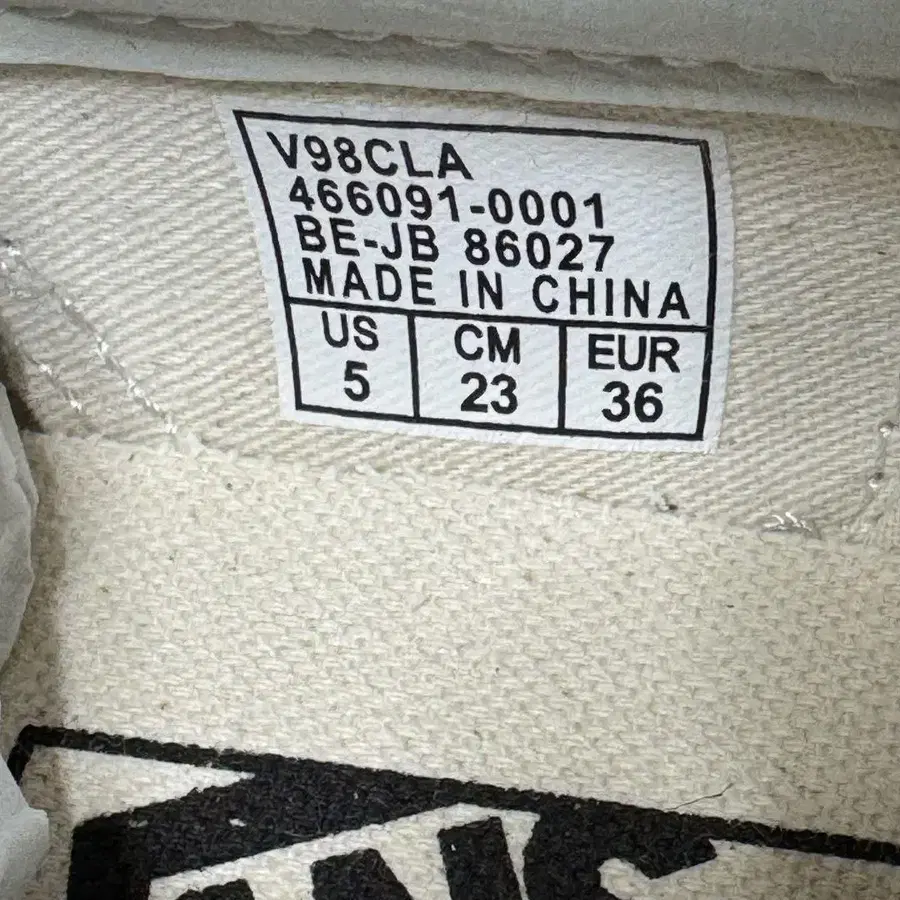 V98CLA
466091-0001
BE-JB 86027
MADE IN CHINA
US CM EUR
5 23 36